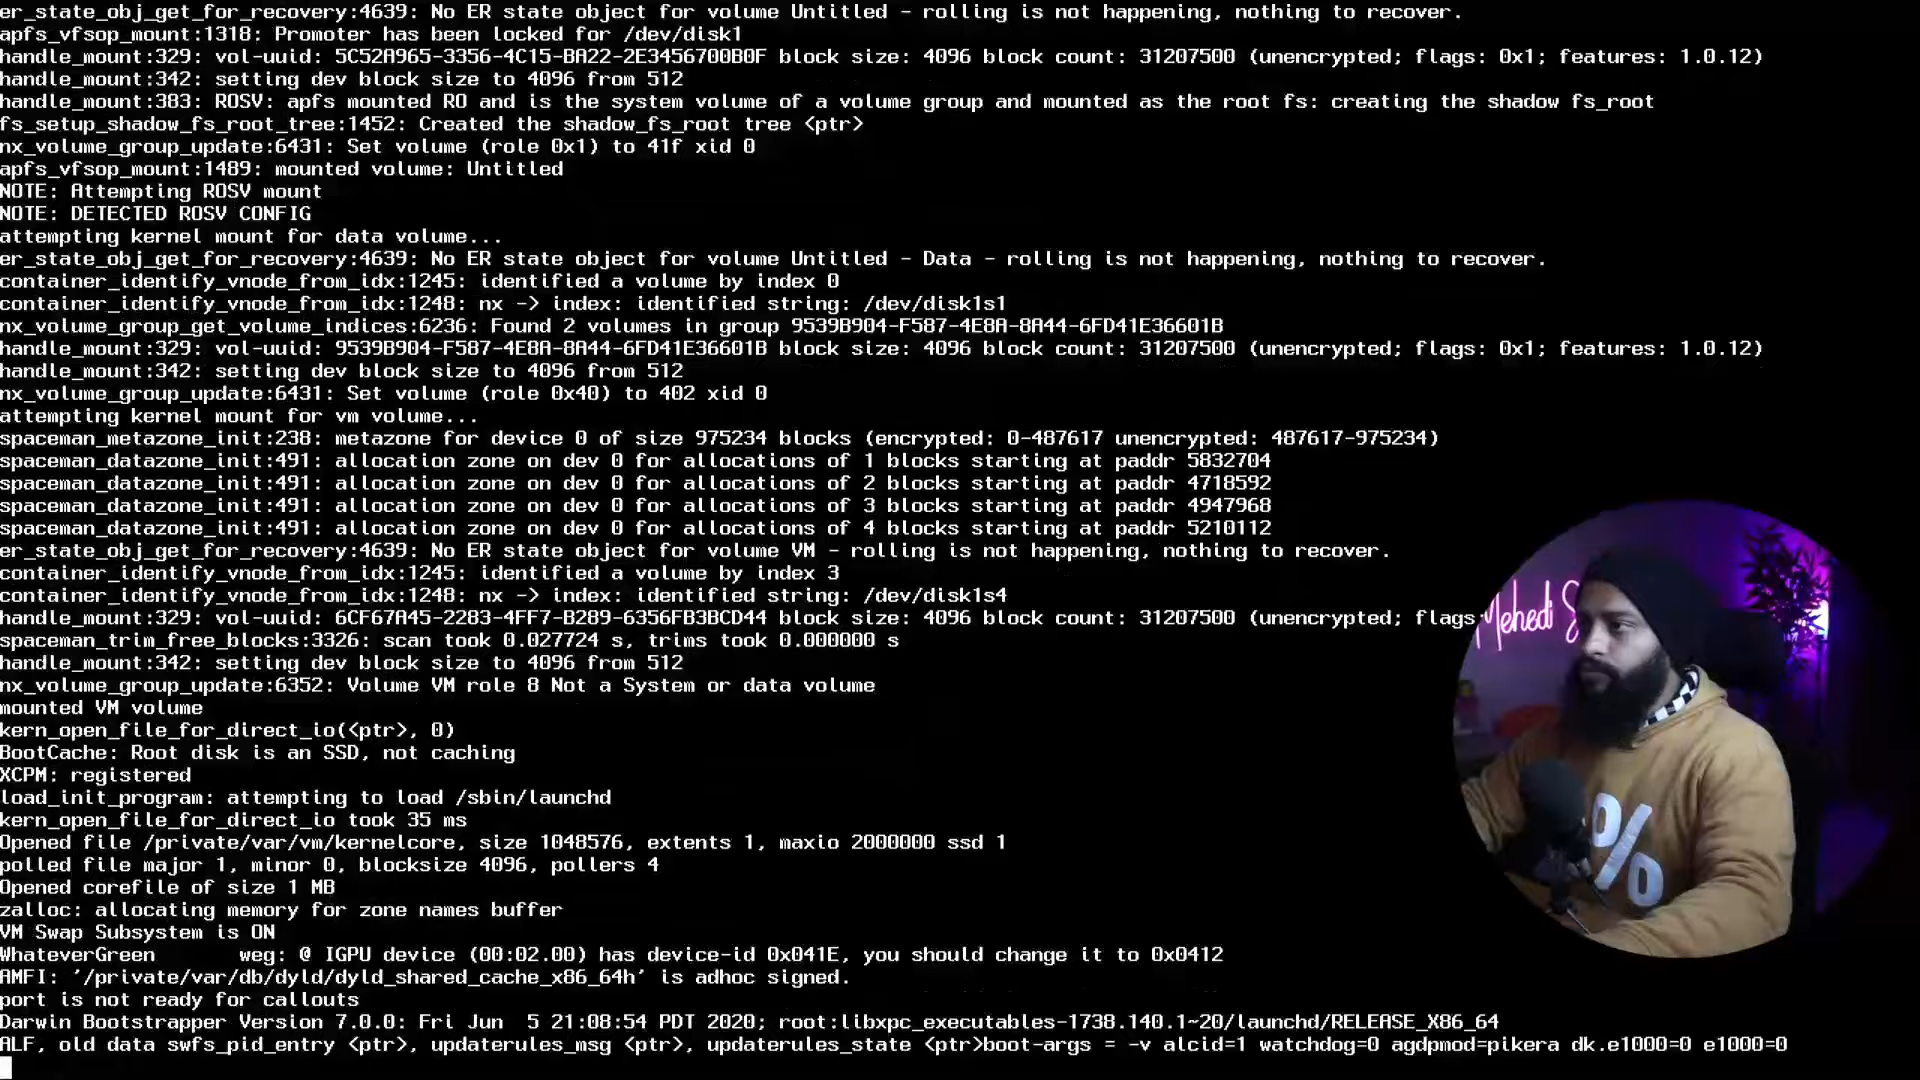 er_state_obj_get_for_recovery:4639: No ER state object for volume Untitled - rolling is not happening, nothing to recover.
apfs_vfsop_mount:1318: Promoter has been locked for /dev/disk1
handle_mount:329: vol-uuid: 5C52A965-3356-4C15-BA22-2E3456700B0F block size: 4096 block count: 31207500 (unencrypted; flags: 0x1; features: 1.0.12)
handle_mount:342: setting dev block size to 4096 from 512
handle_mount:383: ROSV: apfs mounted RO and is the system volume of a volume group and mounted as the root fs: creating the shadow fs_root
fs_setup_shadow_fs_root_tree:1452: Created the shadow_fs_root tree <ptr>
nx_volume_group_update:6431: Set volume (role 0x1) to 41f xid 0
apfs_vfsop_mount:1489: mounted volume: Untitled
NOTE: Attempting ROSV mount
NOTE: DETECTED ROSV CONFIG
attempting kernel mount for data volume...
er_state_obj_get_for_recovery:4639: No ER state object for volume Untitled - Data - rolling is not happening, nothing to recover.
container_identify_vnode_from_idx:1245: identified a volume by index 0
container_identify_vnode_from_idx:1248: nx -> index: identified string: /dev/disk1s1
nx_volume_group_get_volume_indices:6236: Found 2 volumes in group 9539B904-F587-4E8A-8A44-6FD41E36601B
handle_mount:329: vol-uuid: 9539B904-F587-4E8A-8A44-6FD41E36601B block size: 4096 block count: 31207500 (unencrypted; flags: 0x1; features: 1.0.12)
handle_mount:342: setting dev block size to 4096 from 512
nx_volume_group_update:6431: Set volume (role 0x40) to 402 xid 0
attempting kernel mount for vm volume...
spaceman_metazone_init:238: metazone for device 0 of size 975234 blocks (encrypted: 0-487617 unencrypted: 487617-975234)
spaceman_datazone_init:491: allocation zone on dev 0 for allocations of 1 blocks starting at paddr 5832704
spaceman_datazone_init:491: allocation zone on dev 0 for allocations of 2 blocks starting at paddr 4718592
spaceman_datazone_init:491: allocation zone on dev 0 for allocations of 3 blocks starting at paddr 4947968
spaceman_datazone_init:491: allocation zone on dev 0 for allocations of 4 blocks starting at paddr 5210112
er_state_obj_get_for_recovery:4639: No ER state object for volume VM - rolling is not happening, nothing to recover.
container_identify_vnode_from_idx:1245: identified a volume by index 3
container_identify_vnode_from_idx:1248: nx -> index: identified string: /dev/disk1s4
handle_mount:329: vol-uuid: 6CF67A45-2283-4FF7-B289-6356FB3BCD44 block size: 4096 block count: 31207500 (unencrypted; flags:
Mehedi S
spaceman_trim_free_blocks:3326: scan took 0.027724 s, trims took 0.000000 s
handle_mount:342: setting dev block size to 4096 from 512
nx_volume_group_update:6352: Volume VM role 8 Not a System or data volume
mounted VM volume
kern_open_file_for_direct_io(<ptr>, 0)
BootCache: Root disk is an SSD, not caching
XCPM: registered
load_init_program: attempting to load /sbin/launchd
kern_open_file_for_direct_io took 35 ms
Opened file /private/var/vm/kernelcore, size 1048576, extents 1, maxio 2000000 ssd 1
polled file major 1, minor 0, blocksize 4096, pollers 4
Opened corefile of size 1 MB
zalloc: allocating memory for zone names buffer
VM Swap Subsystem is ON
WhateverGreen weg: @ IGPU device (00:02.00) has device-id 0x041E, you should change it to 0x0412
AMFI: '/private/var/db/dyld/dyld_shared_cache_x86_64h' is adhoc signed.
port is not ready for callouts
Darwin Bootstrapper Version 7.0.0: Fri Jun 5 21:08:54 PDT 2020; root:libxpc_executables-1738.140.1~20/launchd/RELEASE_X86_64
ALF, old data swfs_pid_entry <ptr>, updaterules_msg <ptr>, updaterules_state <ptr>boot-args = -v alcid=1 watchdog=0 agdpmod=pikera dk.e1000=0 e1000=0
%